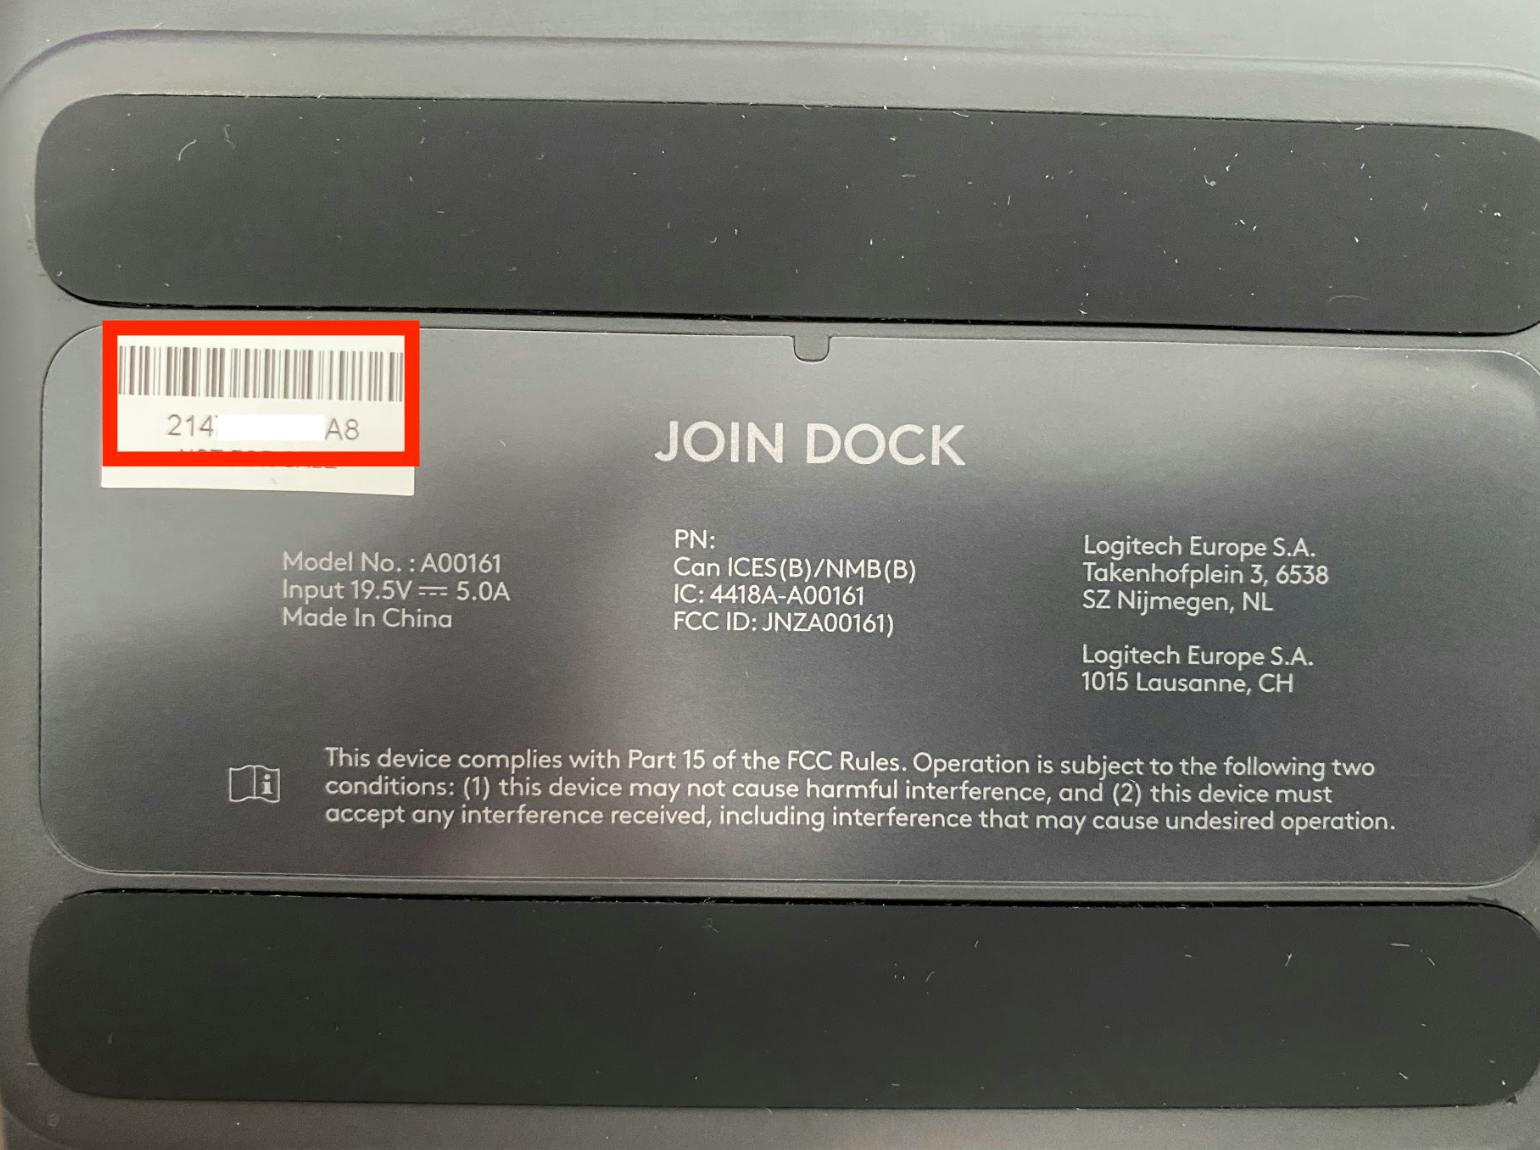 214
A8
JOIN DOCK
Model No. : A00161
Input 19.5V ⎓ 5.0A
Made In China
PN:
Can ICES(B)/NMB(B)
IC: 4418A-A00161
FCC ID: JNZA00161)
Logitech Europe S.A.
Takenhofplein 3, 6538
SZ Nijmegen, NL
Logitech Europe S.A.
1015 Lausanne, CH
This device complies with Part 15 of the FCC Rules. Operation is subject to the following two
conditions: (1) this device may not cause harmful interference, and (2) this device must
accept any interference received, including interference that may cause undesired operation.